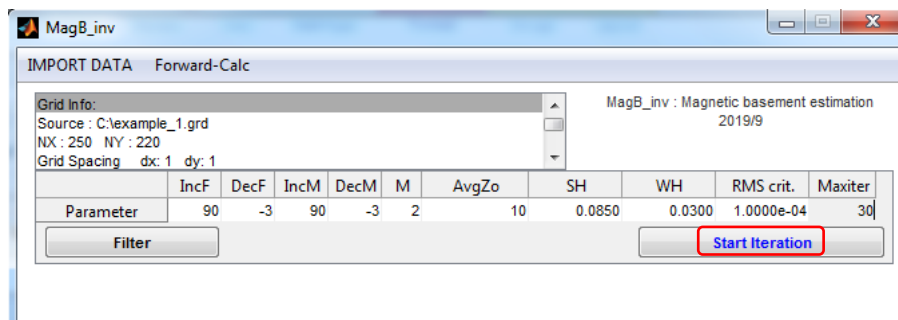 MagB_inv
IMPORT DATA Forward-Calc
Grid Info:
Source : C:\example_1.grd
NX : 250 NY : 220
Grid Spacing dx: 1 dy: 1
MagB_inv : Magnetic basement estimation
2019/9
IncF DecF IncM DecM M AvgZo SH WH RMS crit. Maxiter
Parameter 90 -3 90 -3 2 10 0.0850 0.0300 1.0000e-04 30
Filter Start Iteration